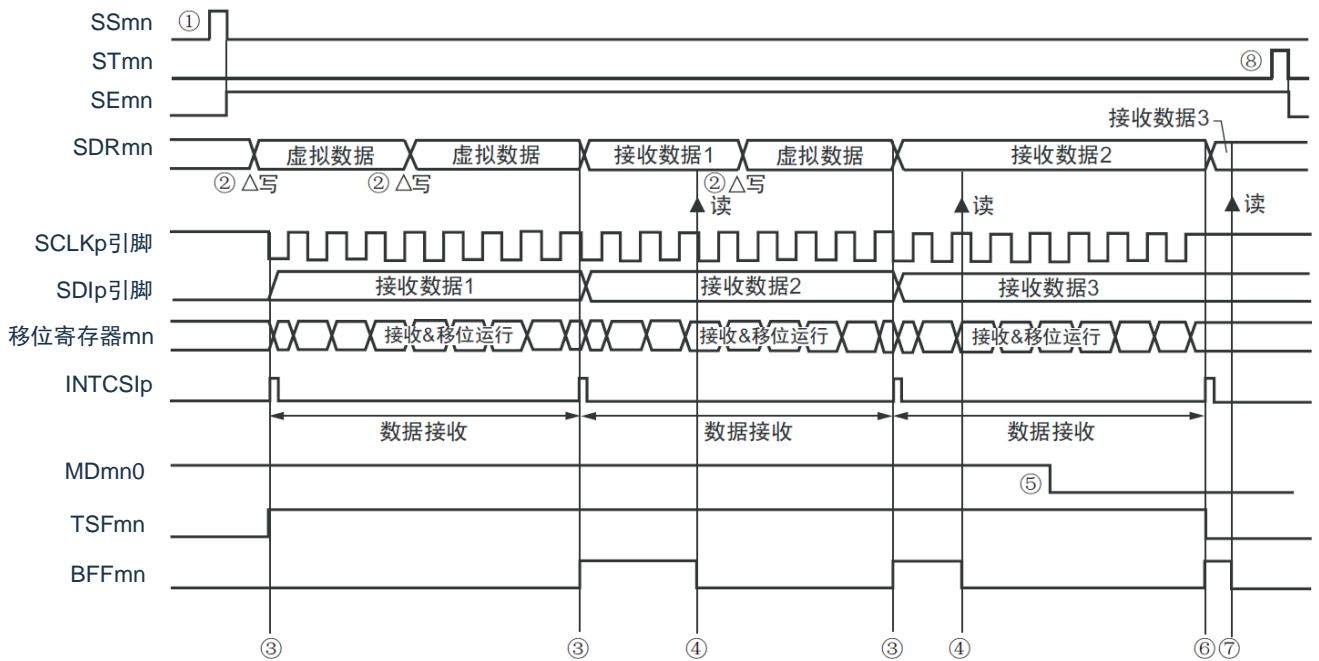 SSmn ①
STmn ⑧
SEmn
接收数据3
SDRmn 虚拟数据 虚拟数据 接收数据1 虚拟数据 接收数据2
②△写 ②△写 ②△写
读 读 读
SCLKp引脚
SDIp引脚 接收数据1 接收数据2 接收数据3
移位寄存器mn 接收&移位运行 接收&移位运行 接收&移位运行
INTCSIp
数据接收 数据接收 数据接收
MDmn0 ⑤
TSFmn
BFFmn
③ ③ ④ ③ ④ ⑥⑦